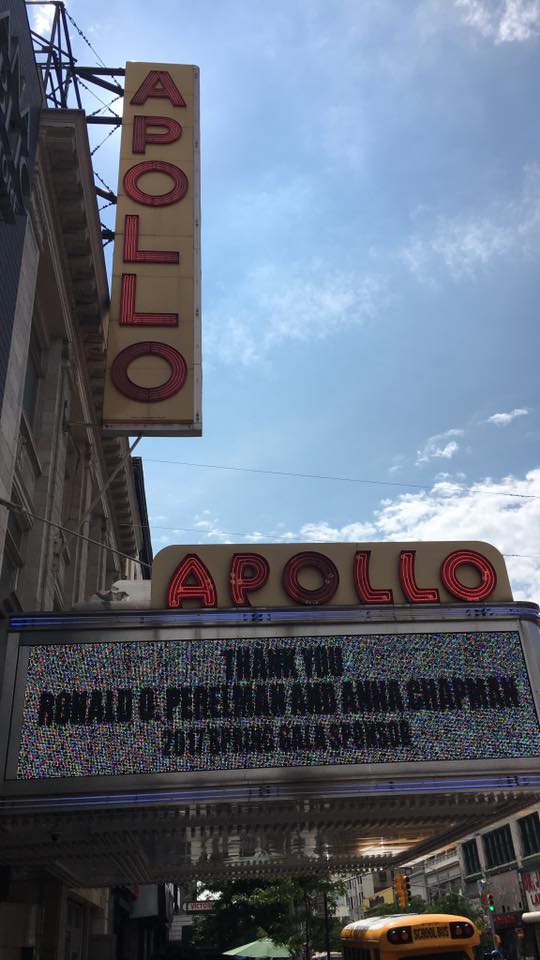 APOLLO
APOLLO
THANK YOU
RONALD O. PERELMAN AND ANNA CHAPMAN
2017 SPRING GALA SPONSOR
SCHOOL BUS